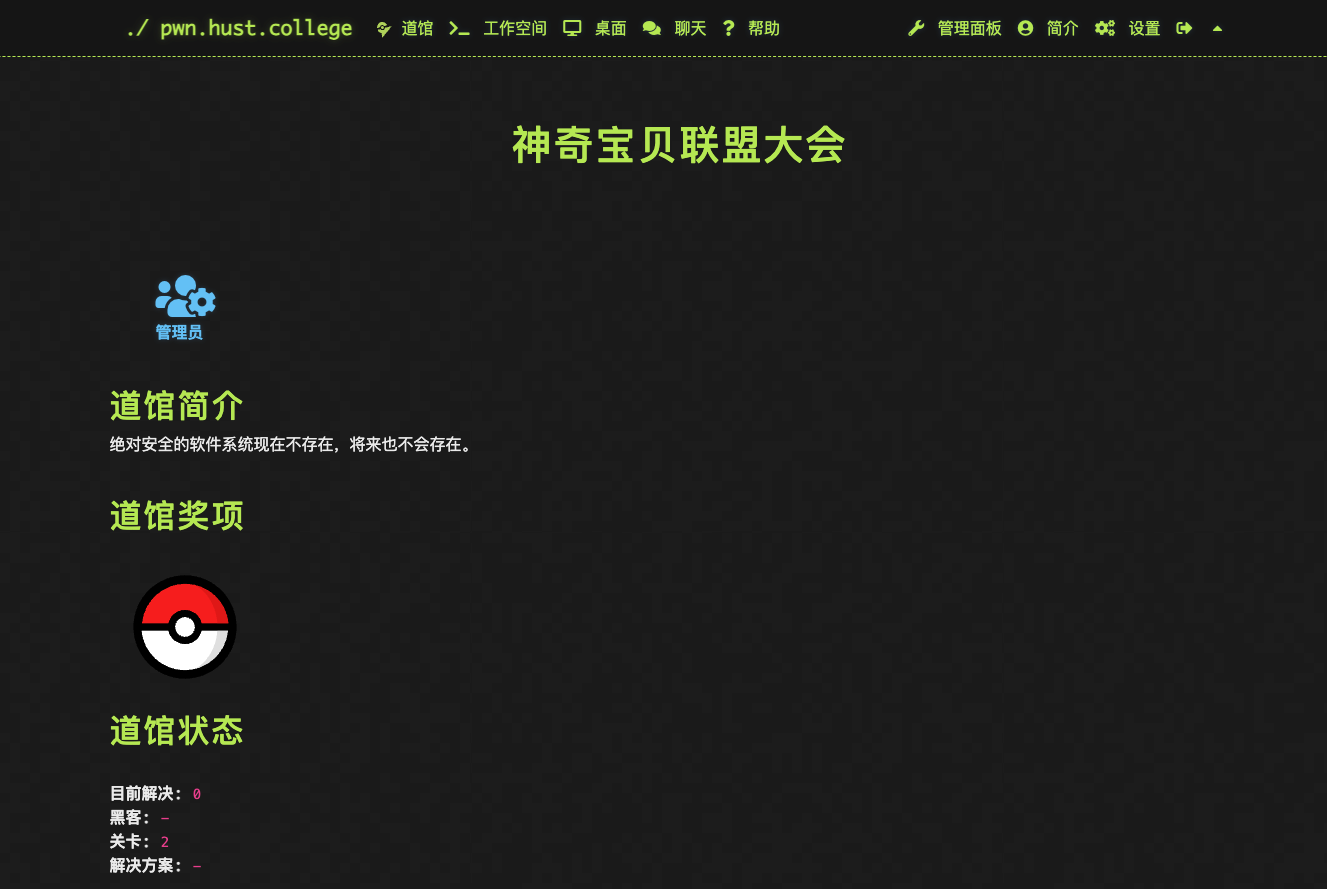 ./ pwn.hust.college 道馆 工作空间 桌面 聊天 帮助 管理面板 简介 设置
神奇宝贝联盟大会
管理员
道馆简介
绝对安全的软件系统现在不存在，将来也不会存在。
道馆奖项
道馆状态
目前解决: 0
黑客: -
关卡: 2
解决方案: -